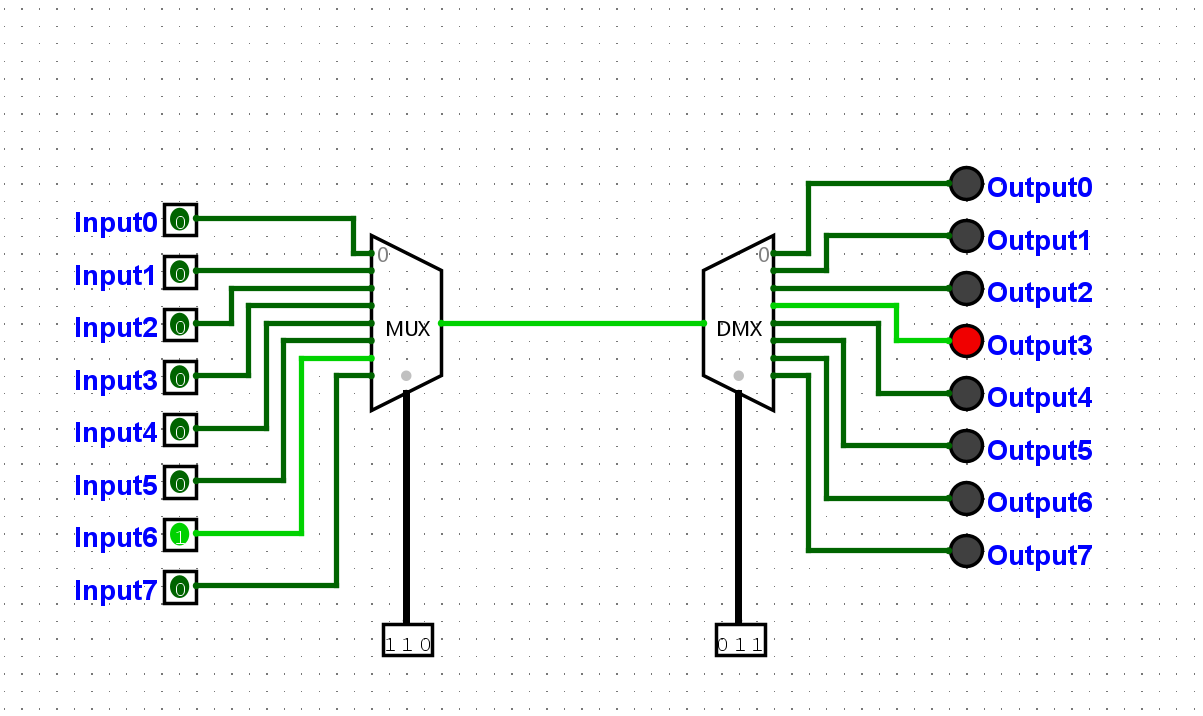 Input0 0
Input1 0
Input2 0
Input3 0
Input4 0
Input5 0
Input6 1
Input7 0
0
MUX
1 1 0
0
DMX
0 1 1
Output0
Output1
Output2
Output3
Output4
Output5
Output6
Output7